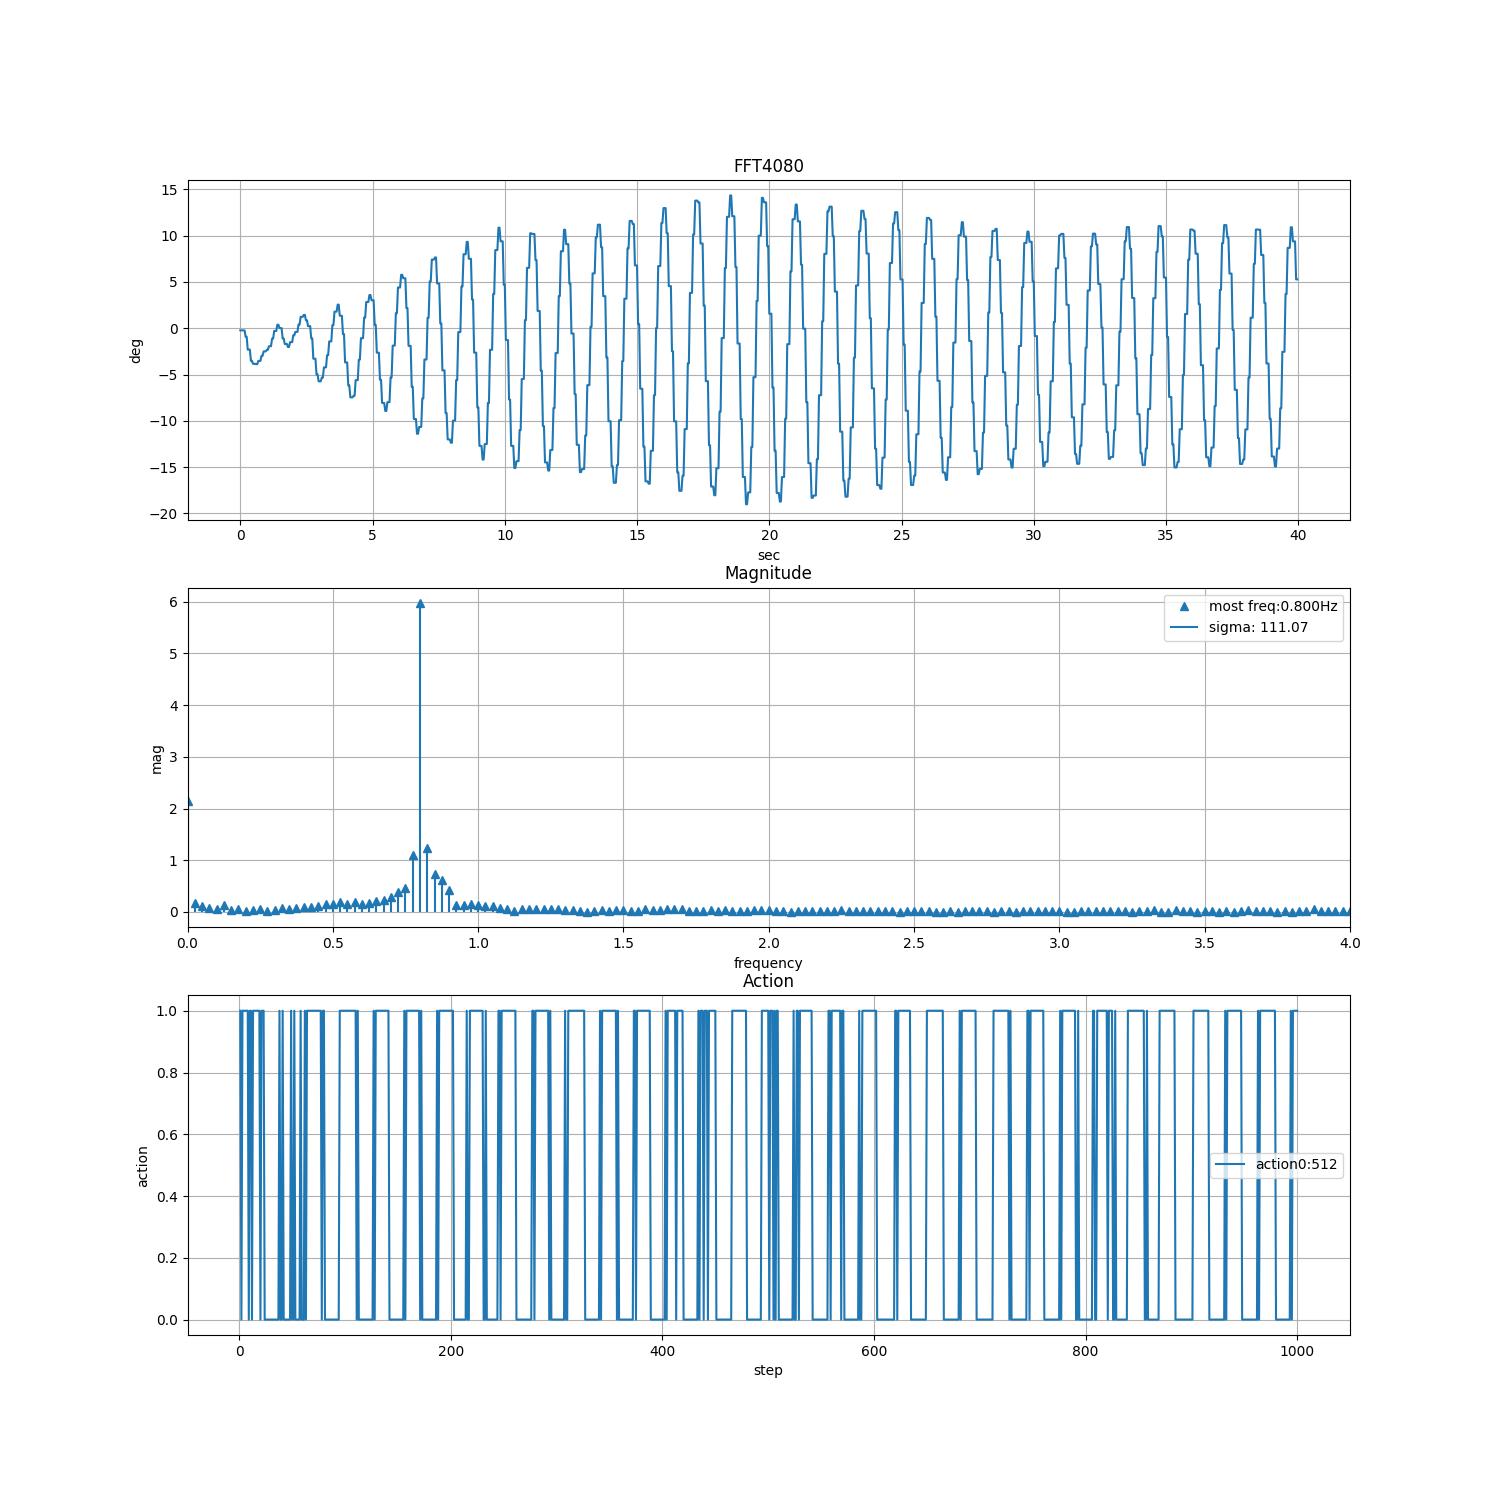 FFT4080
deg
15
10
5
0
−5
−10
−15
−20
0 5 10 15 20 25 30 35 40
sec
Magnitude
mag
6
5
4
3
2
1
0
most freq:0.800Hz
sigma: 111.07
0.0 0.5 1.0 1.5 2.0 2.5 3.0 3.5 4.0
frequency
Action
action
1.0
0.8
0.6
0.4
0.2
0.0
action0:512
0 200 400 600 800 1000
step